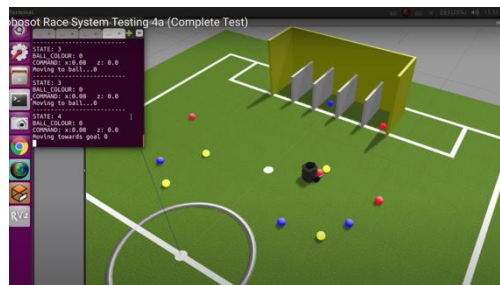 Terminal
obosot Race System Testing 4a (Complete Test)
STATE: 3
BALL_COLOUR: 0
COMMAND: x:0.08 z: 0.0
Moving to ball...0
STATE: 3
BALL_COLOUR: 0
COMMAND: x:0.08 z: 0.0
Moving to ball...0
STATE: 4
BALL_COLOUR: 0
COMMAND: x:0.08 z: 0.0
Moving towards goal 0